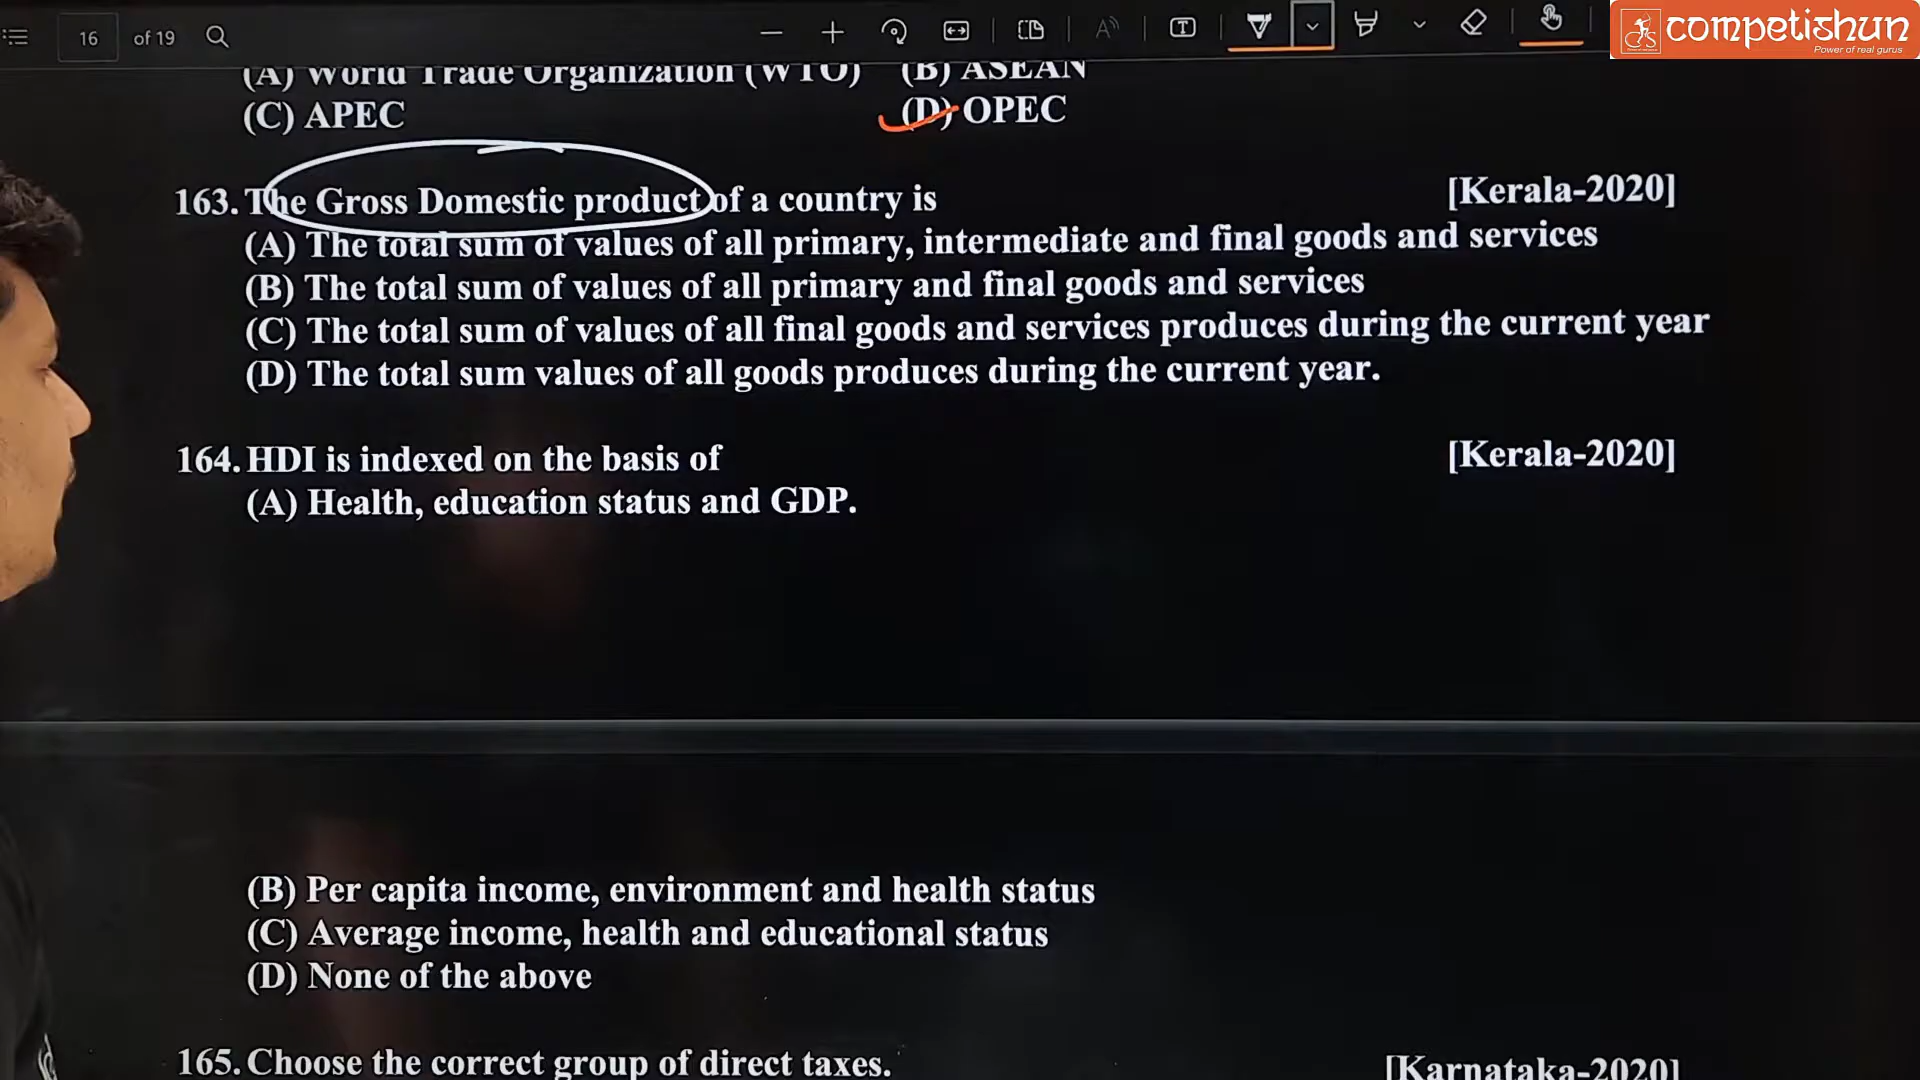 16 of 19
competishun
Power of real gurus
(A) World Trade Organization (WTO) (B) ASEAN
(C) APEC (D) OPEC
163. The Gross Domestic product of a country is [Kerala-2020]
(A) The total sum of values of all primary, intermediate and final goods and services
(B) The total sum of values of all primary and final goods and services
(C) The total sum of values of all final goods and services produces during the current year
(D) The total sum values of all goods produces during the current year.
164. HDI is indexed on the basis of [Kerala-2020]
(A) Health, education status and GDP.
(B) Per capita income, environment and health status
(C) Average income, health and educational status
(D) None of the above
165. Choose the correct group of direct taxes. [Karnataka-2020]